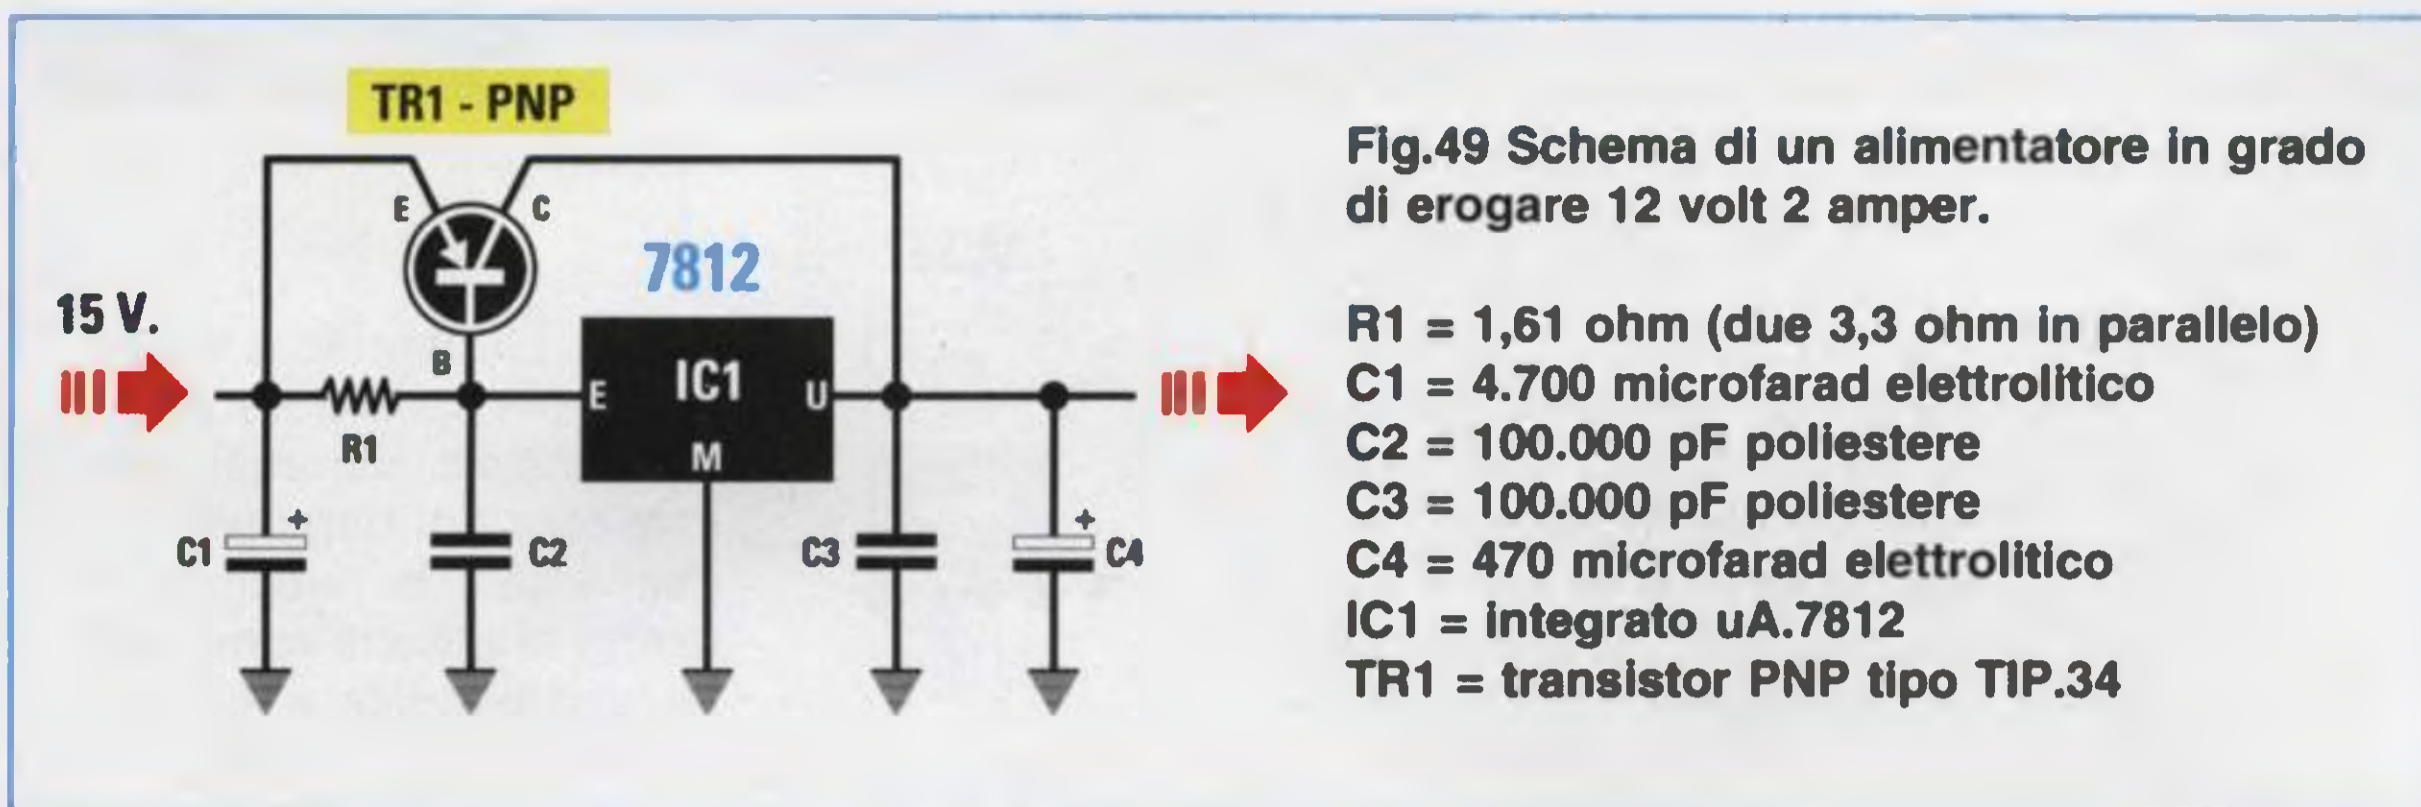 TR1 - PNP
E
C
7812
15 V.
B
E
IC1
U
R1
M
+
+
C1
C2
C3
C4
Fig.49 Schema di un alimentatore in grado
di erogare 12 volt 2 amper.
R1 = 1,61 ohm (due 3,3 ohm in parallelo)
C1 = 4.700 microfarad elettrolitico
C2 = 100.000 pF poliestere
C3 = 100.000 pF poliestere
C4 = 470 microfarad elettrolitico
IC1 = integrato uA.7812
TR1 = transistor PNP tipo TIP.34